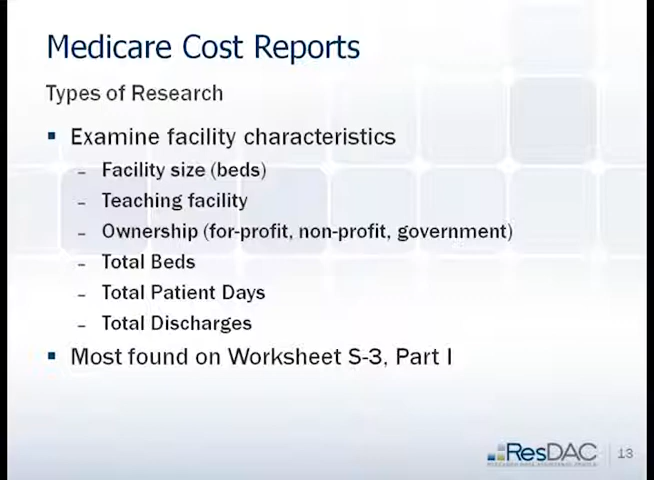 Medicare Cost Reports
Types of Research
▪ Examine facility characteristics
– Facility size (beds)
– Teaching facility
– Ownership (for-profit, non-profit, government)
– Total Beds
– Total Patient Days
– Total Discharges
▪ Most found on Worksheet S-3, Part I
ResDAC
13